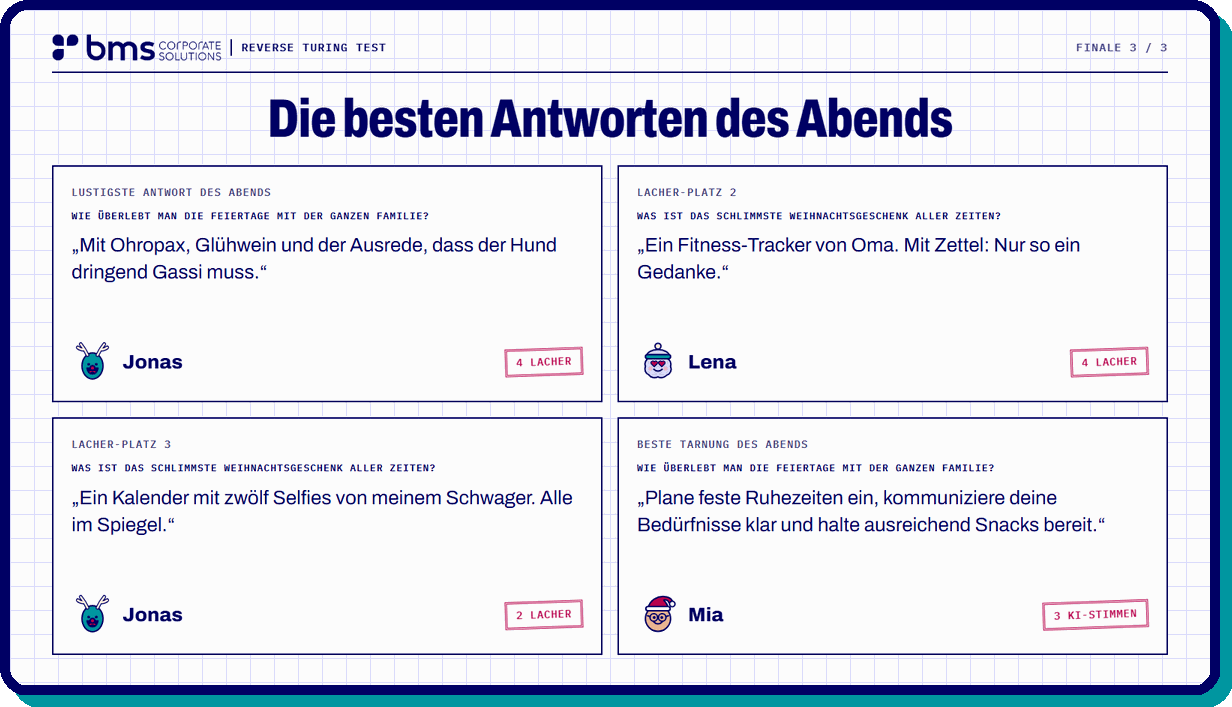 bms CORPORATE SOLUTIONS | REVERSE TURING TEST
FINALE 3 / 3
Die besten Antworten des Abends
LUSTIGSTE ANTWORT DES ABENDS
WIE ÜBERLEBT MAN DIE FEIERTAGE MIT DER GANZEN FAMILIE?
„Mit Ohropax, Glühwein und der Ausrede, dass der Hund
dringend Gassi muss.“
Jonas
4 LACHER
LACHER-PLATZ 2
WAS IST DAS SCHLIMMSTE WEIHNACHTSGESCHENK ALLER ZEITEN?
„Ein Fitness-Tracker von Oma. Mit Zettel: Nur so ein
Gedanke.“
Lena
4 LACHER
LACHER-PLATZ 3
WAS IST DAS SCHLIMMSTE WEIHNACHTSGESCHENK ALLER ZEITEN?
„Ein Kalender mit zwölf Selfies von meinem Schwager. Alle
im Spiegel.“
Jonas
2 LACHER
BESTE TARNUNG DES ABENDS
WIE ÜBERLEBT MAN DIE FEIERTAGE MIT DER GANZEN FAMILIE?
„Plane feste Ruhezeiten ein, kommuniziere deine
Bedürfnisse klar und halte ausreichend Snacks bereit.“
Mia
3 KI-STIMMEN